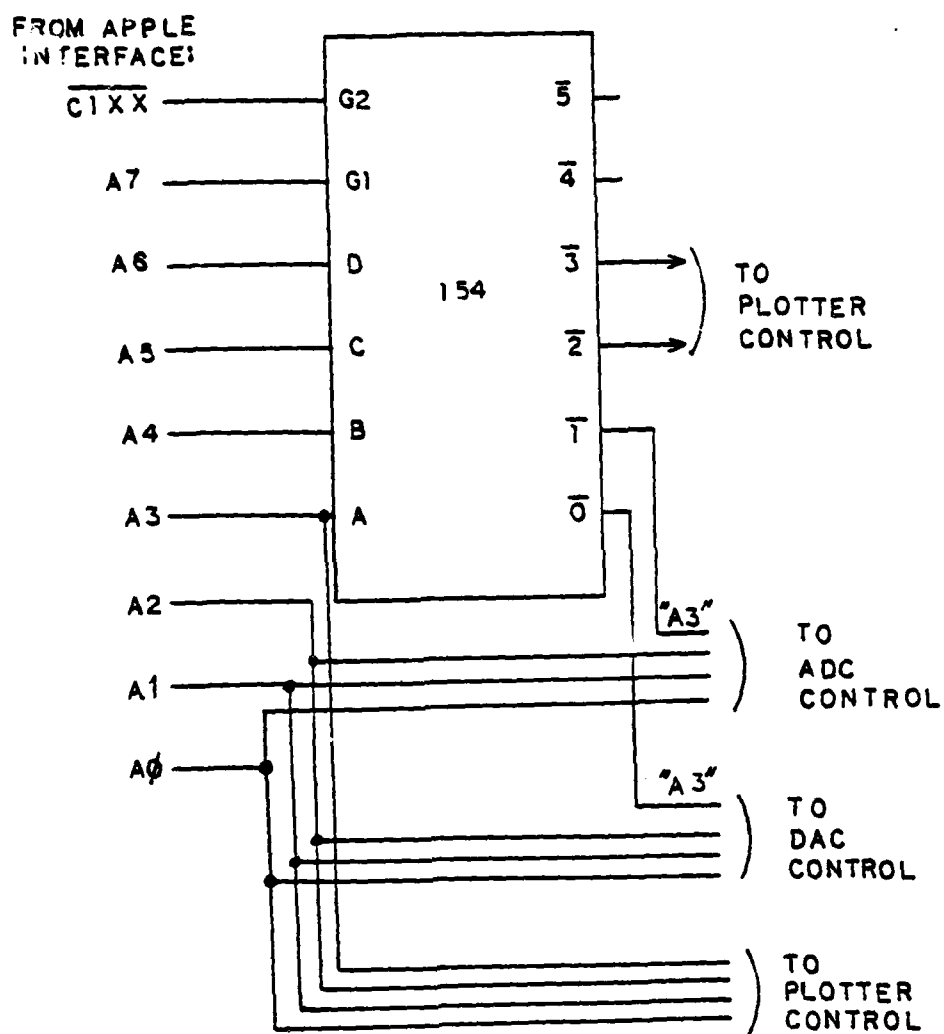 FROM APPLE
INTERFACE:
C1XX
G2
5
A7
G1
4
A6
D
3
TO
PLOTTER
CONTROL
154
A5
C
2
A4
B
1
A3
A
0
A2
"A3"
TO
ADC
CONTROL
A1
AØ
"A3"
TO
DAC
CONTROL
TO
PLOTTER
CONTROL